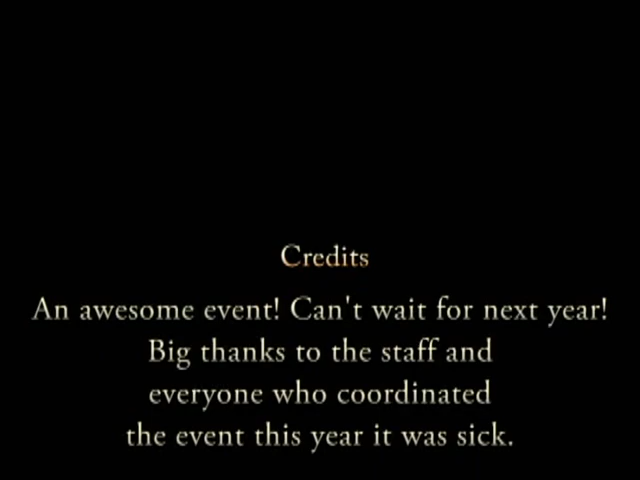 Credits
An awesome event! Can't wait for next year!
Big thanks to the staff and
everyone who coordinated
the event this year it was sick.